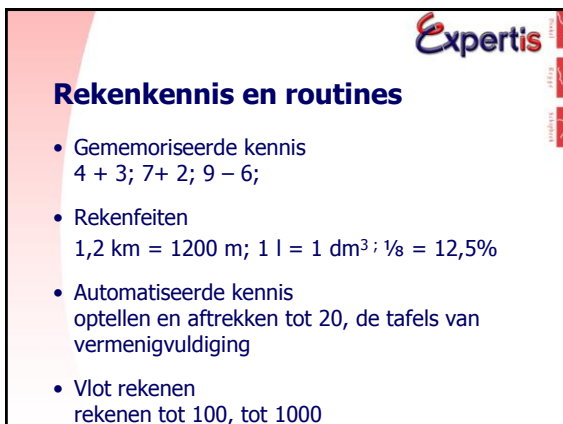 Expertis
Rekenkennis en routines
• Gememoriseerde kennis
4 + 3; 7+ 2; 9 – 6;
• Rekenfeiten
1,2 km = 1200 m; 1 l = 1 dm³ ; ⅛ = 12,5%
• Automatiseerde kennis
optellen en aftrekken tot 20, de tafels van
vermenigvuldiging
• Vlot rekenen
rekenen tot 100, tot 1000